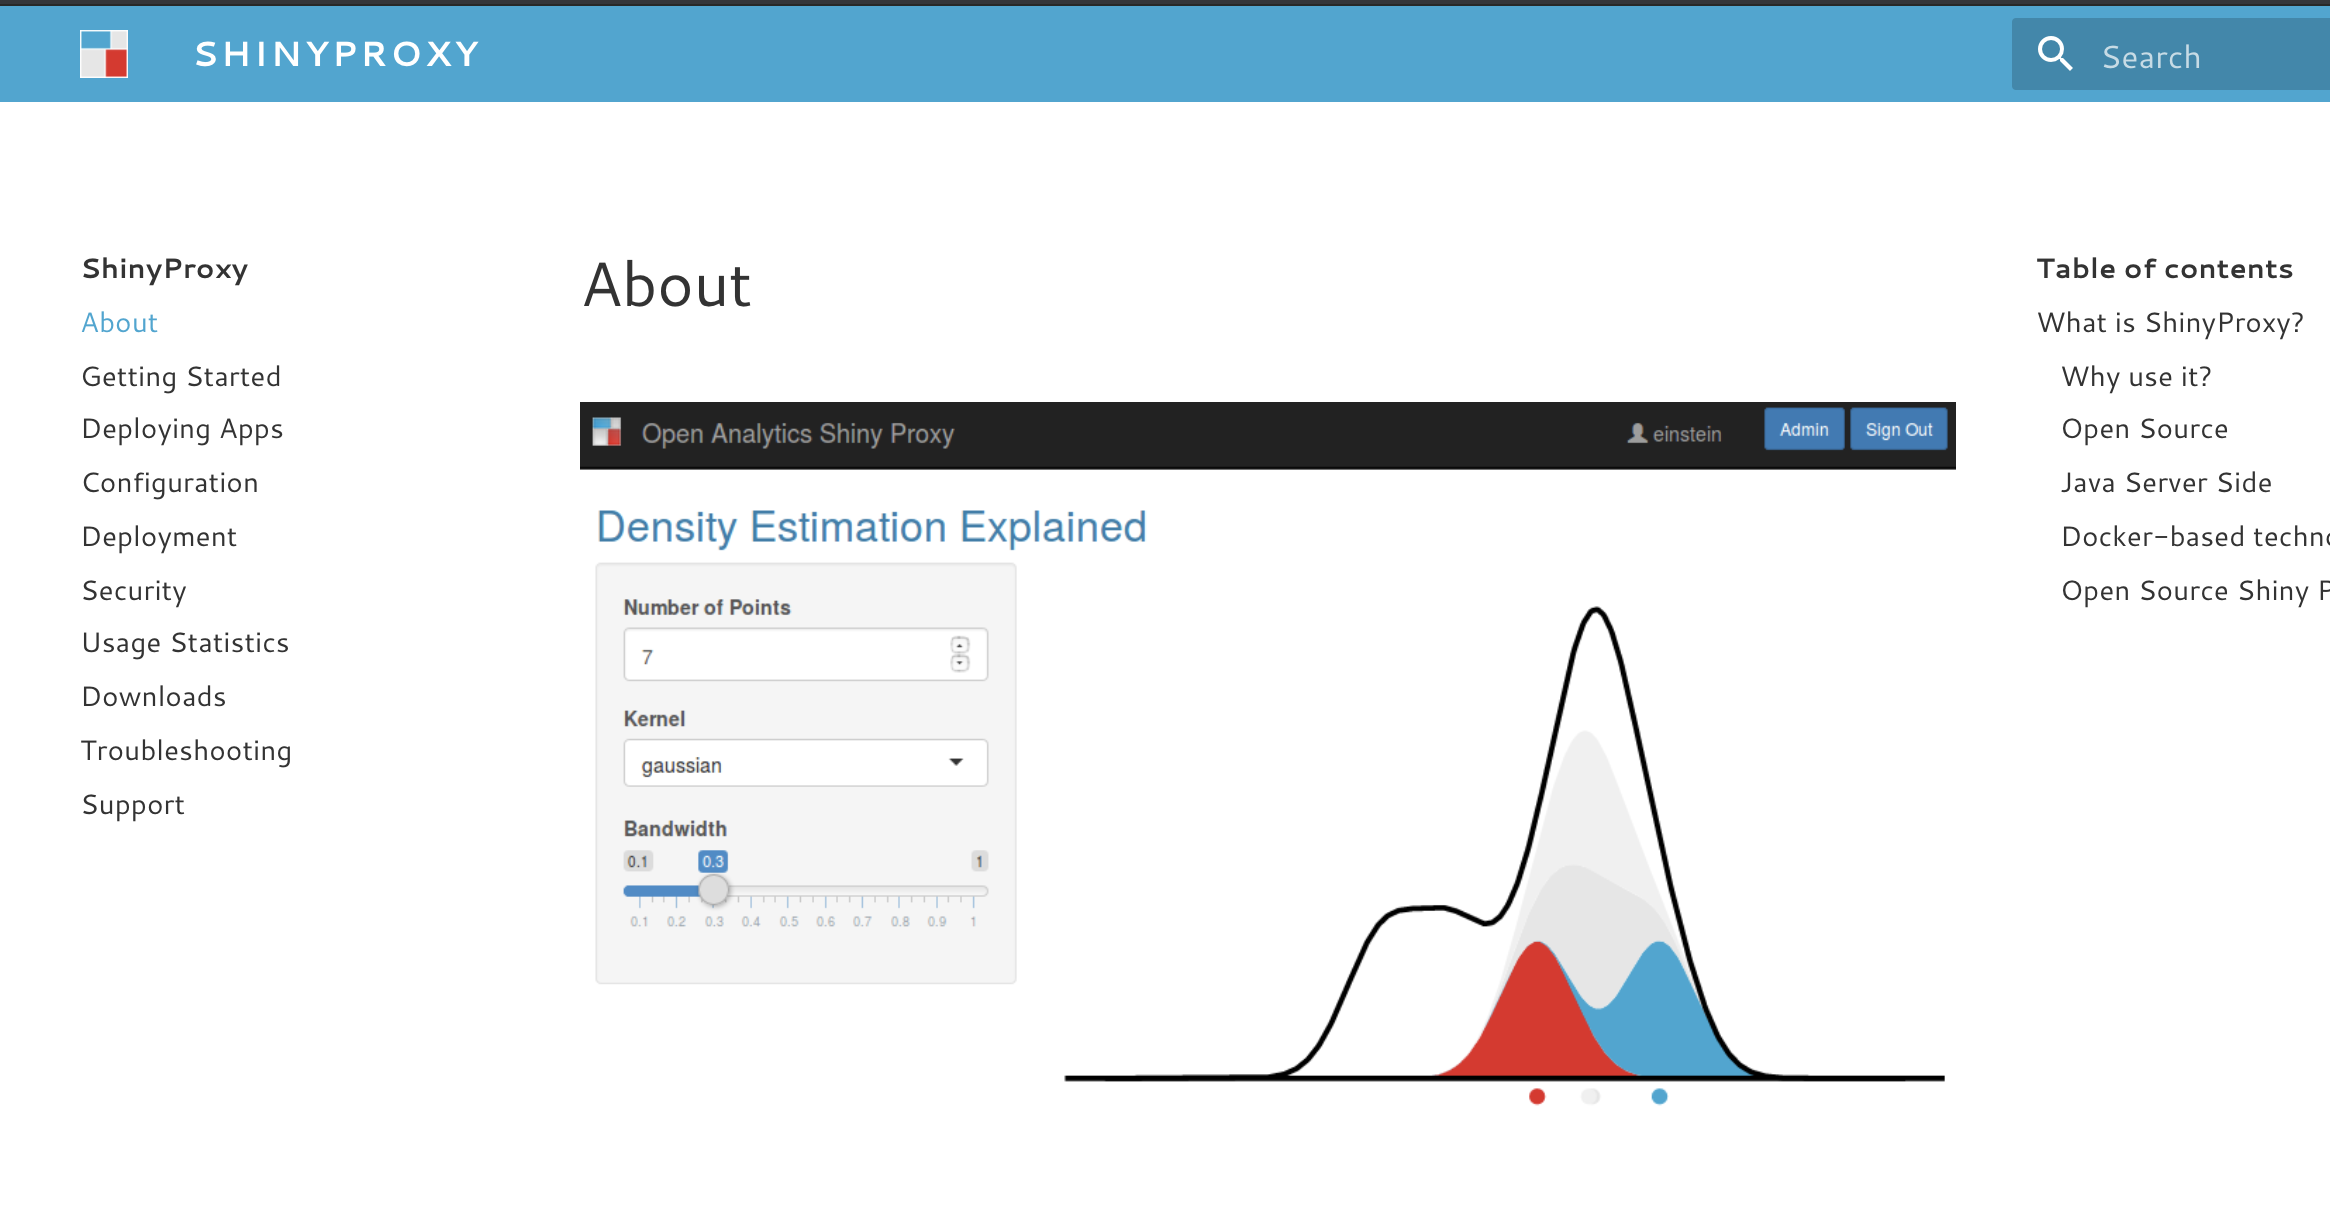 SHINYPROXY
Search
ShinyProxy
About
Getting Started
Deploying Apps
Configuration
Deployment
Security
Usage Statistics
Downloads
Troubleshooting
Support
About
Open Analytics Shiny Proxy
einstein
Admin
Sign Out
Density Estimation Explained
Number of Points
7
Kernel
gaussian
Bandwidth
0.1 0.3 1
0.1 0.2 0.3 0.4 0.5 0.6 0.7 0.8 0.9 1
Table of contents
What is ShinyProxy?
Why use it?
Open Source
Java Server Side
Docker-based
Open Source Shiny